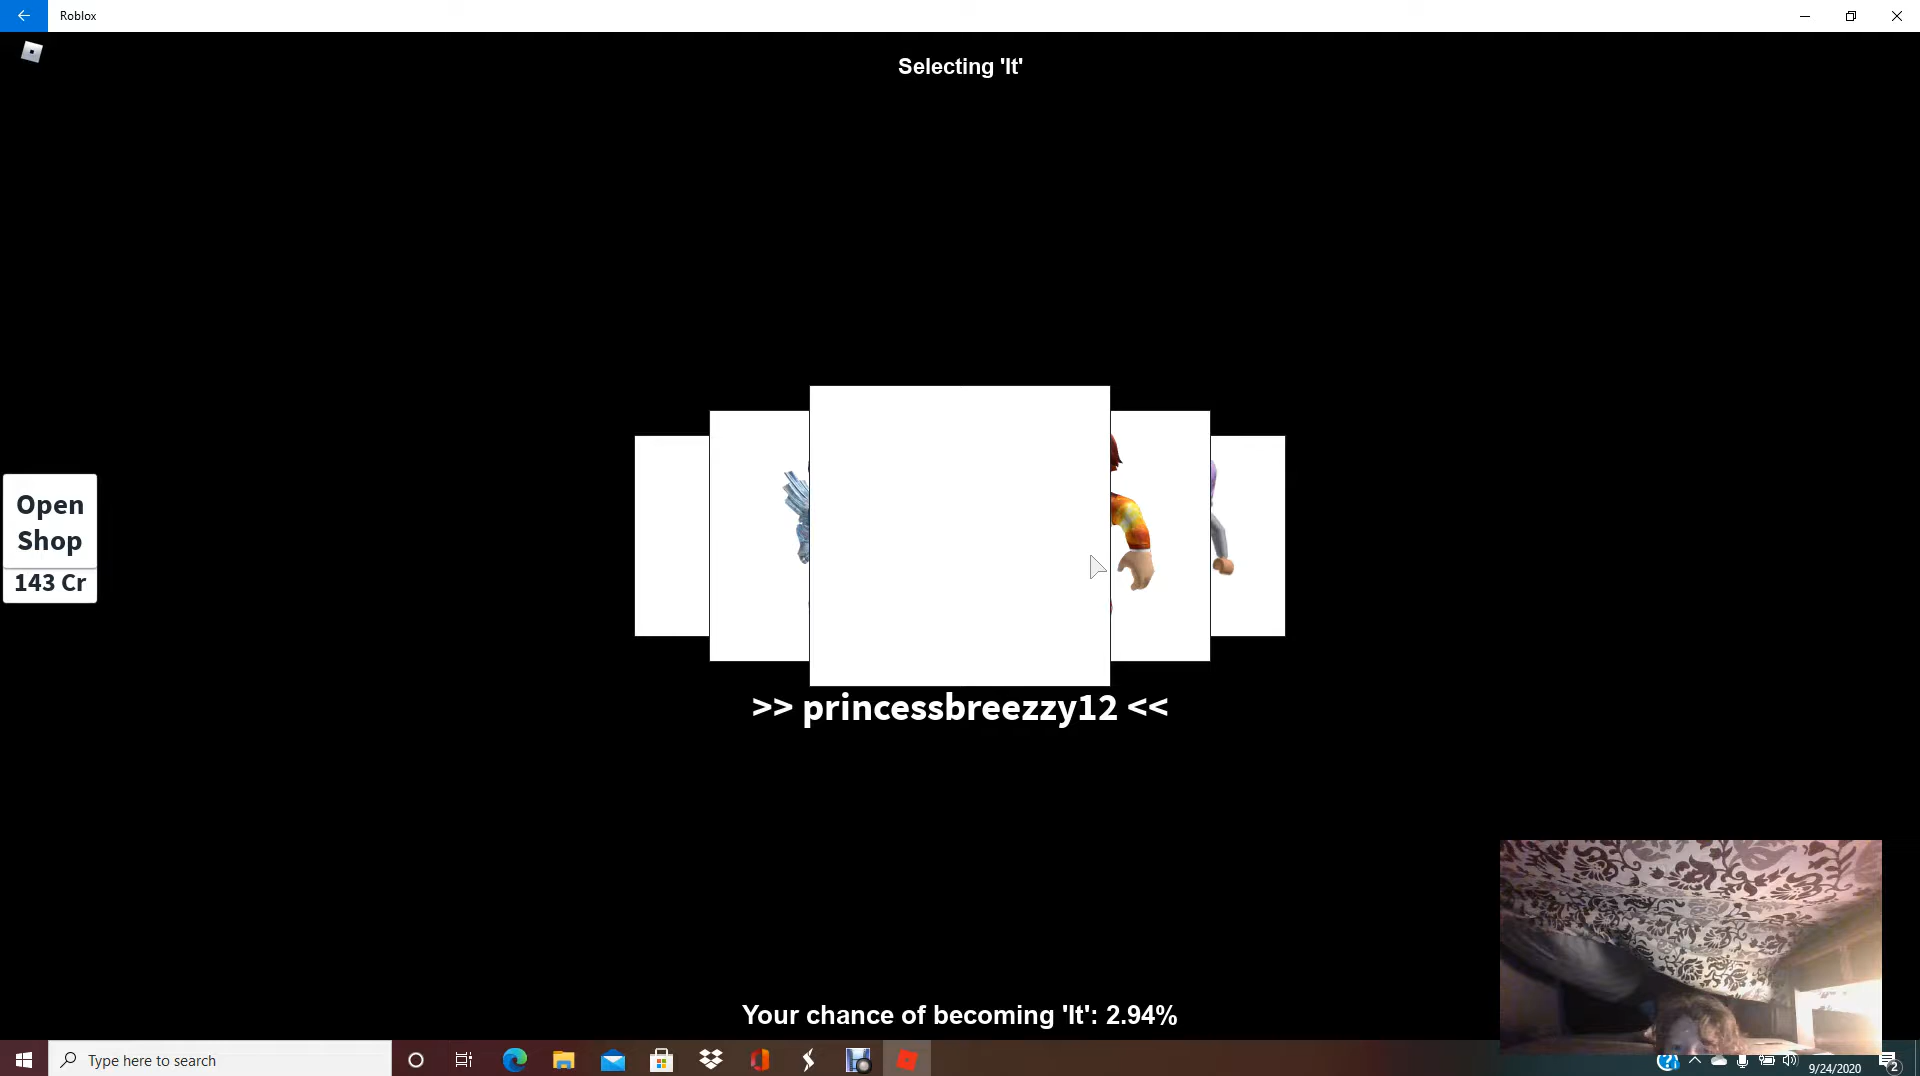 Roblox
Selecting 'It'
Open
Shop
143 Cr
>> princessbreezzy12 <<
Your chance of becoming 'It': 2.94%
Type here to search
9/24/2020
2